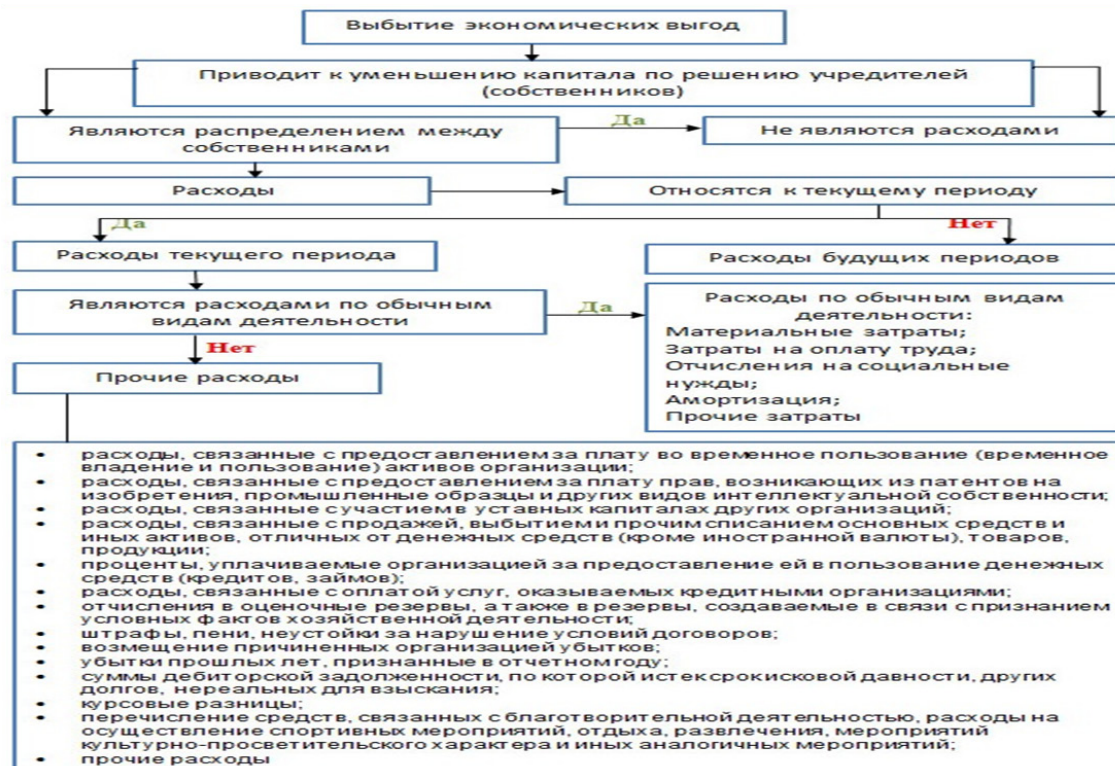 Выбытие экономических выгод
Приводит к уменьшению капитала по решению учредителей
(собственников)
Являются распределением между
собственниками
Да
Не являются расходами
Расходы
Относятся к текущему периоду
Да
Нет
Расходы текущего периода
Расходы будущих периодов
Являются расходами по обычным
видам деятельности
Да
Расходы по обычным видам
деятельности:
Материальные затраты;
Затраты на оплату труда;
Отчисления на социальные
нужды;
Амортизация;
Прочие затраты
Нет
Прочие расходы
• расходы, связанные с предоставлением за плату во временное пользование (временное
владение и пользование) активов организации;
• расходы, связанные с предоставлением за плату прав, возникающих из патентов на
изобретения, промышленные образцы и других видов интеллектуальной собственности;
• расходы, связанные с участием в уставных капиталах других организаций;
• расходы, связанные с продажей, выбытием и прочим списанием основных средств и
иных активов, отличных от денежных средств (кроме иностранной валюты), товаров,
продукции;
• проценты, уплачиваемые организацией за предоставление ей в пользование денежных
средств (кредитов, займов);
• расходы, связанные с оплатой услуг, оказываемых кредитными организациями;
• отчисления в оценочные резервы, а также в резервы, создаваемые в связи с признанием
условных фактов хозяйственной деятельности;
• штрафы, пени, неустойки за нарушение условий договоров;
• возмещение причиненных организацией убытков;
• убытки прошлых лет, признанные в отчетном году;
• суммы дебиторской задолженности, по которой истек срок исковой давности, других
долгов, нереальных для взыскания;
• курсовые разницы;
• перечисление средств, связанных с благотворительной деятельностью, расходы на
осуществление спортивных мероприятий, отдыха, развлечения, мероприятий
культурно-просветительского характера и иных аналогичных мероприятий;
• прочие расходы